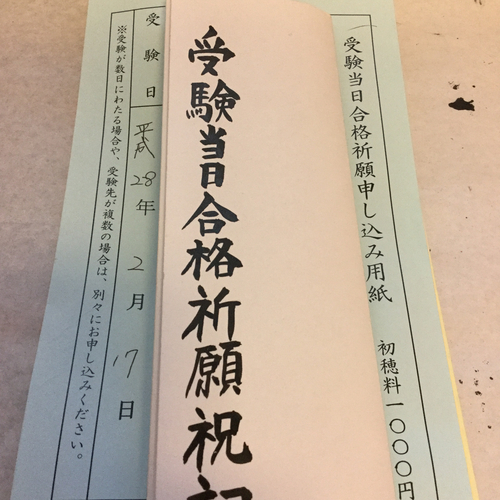 受験当日合格祈願申し込み用紙
初穂料一〇〇〇円
受験当日合格祈願祝
受験日
平成28年2月17日
※受験が数日にわたる場合や、受験先が複数の場合は、別々にお申し込みください。